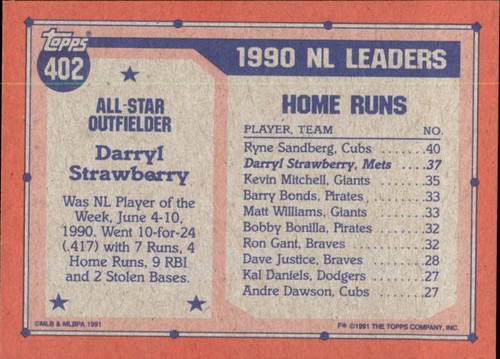 topps
402
ALL-STAR
OUTFIELDER
Darryl
Strawberry
Was NL Player of the
Week, June 4-10,
1990. Went 10-for-24
(.417) with 7 Runs, 4
Home Runs, 9 RBI
and 2 Stolen Bases.
©MLB & MLBPA 1991
1990 NL LEADERS
HOME RUNS
PLAYER, TEAM NO.
Ryne Sandberg, Cubs .....40
Darryl Strawberry, Mets ....37
Kevin Mitchell, Giants ......35
Barry Bonds, Pirates .......33
Matt Williams, Giants ......33
Bobby Bonilla, Pirates .....32
Ron Gant, Braves ..........32
Dave Justice, Braves .......28
Kal Daniels, Dodgers ......27
Andre Dawson, Cubs ......27
F* ©1991 THE TOPPS COMPANY, INC.